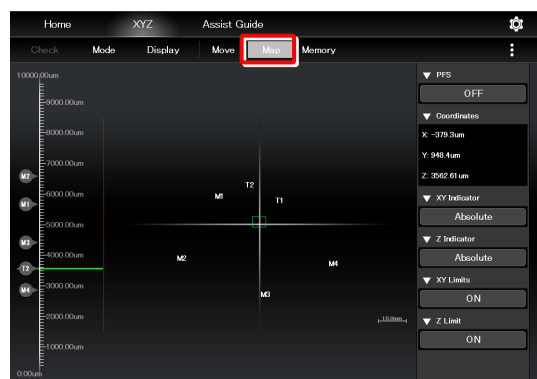 Home XYZ Assist Guide
Check Mode Display Move Map Memory
10000.00um
9000.00um
8000.00um
7000.00um
6000.00um
5000.00um
4000.00um
3000.00um
2000.00um
1000.00um
0.00um
M2
M1
M3
T2
M4
T2
M1
T1
M2
M4
M3
10.0mm
PFS
OFF
Coordinates
X: -379.3um
Y: 948.4um
Z: 3562.61um
XY Indicator
Absolute
Z Indicator
Absolute
XY Limits
ON
Z Limit
ON